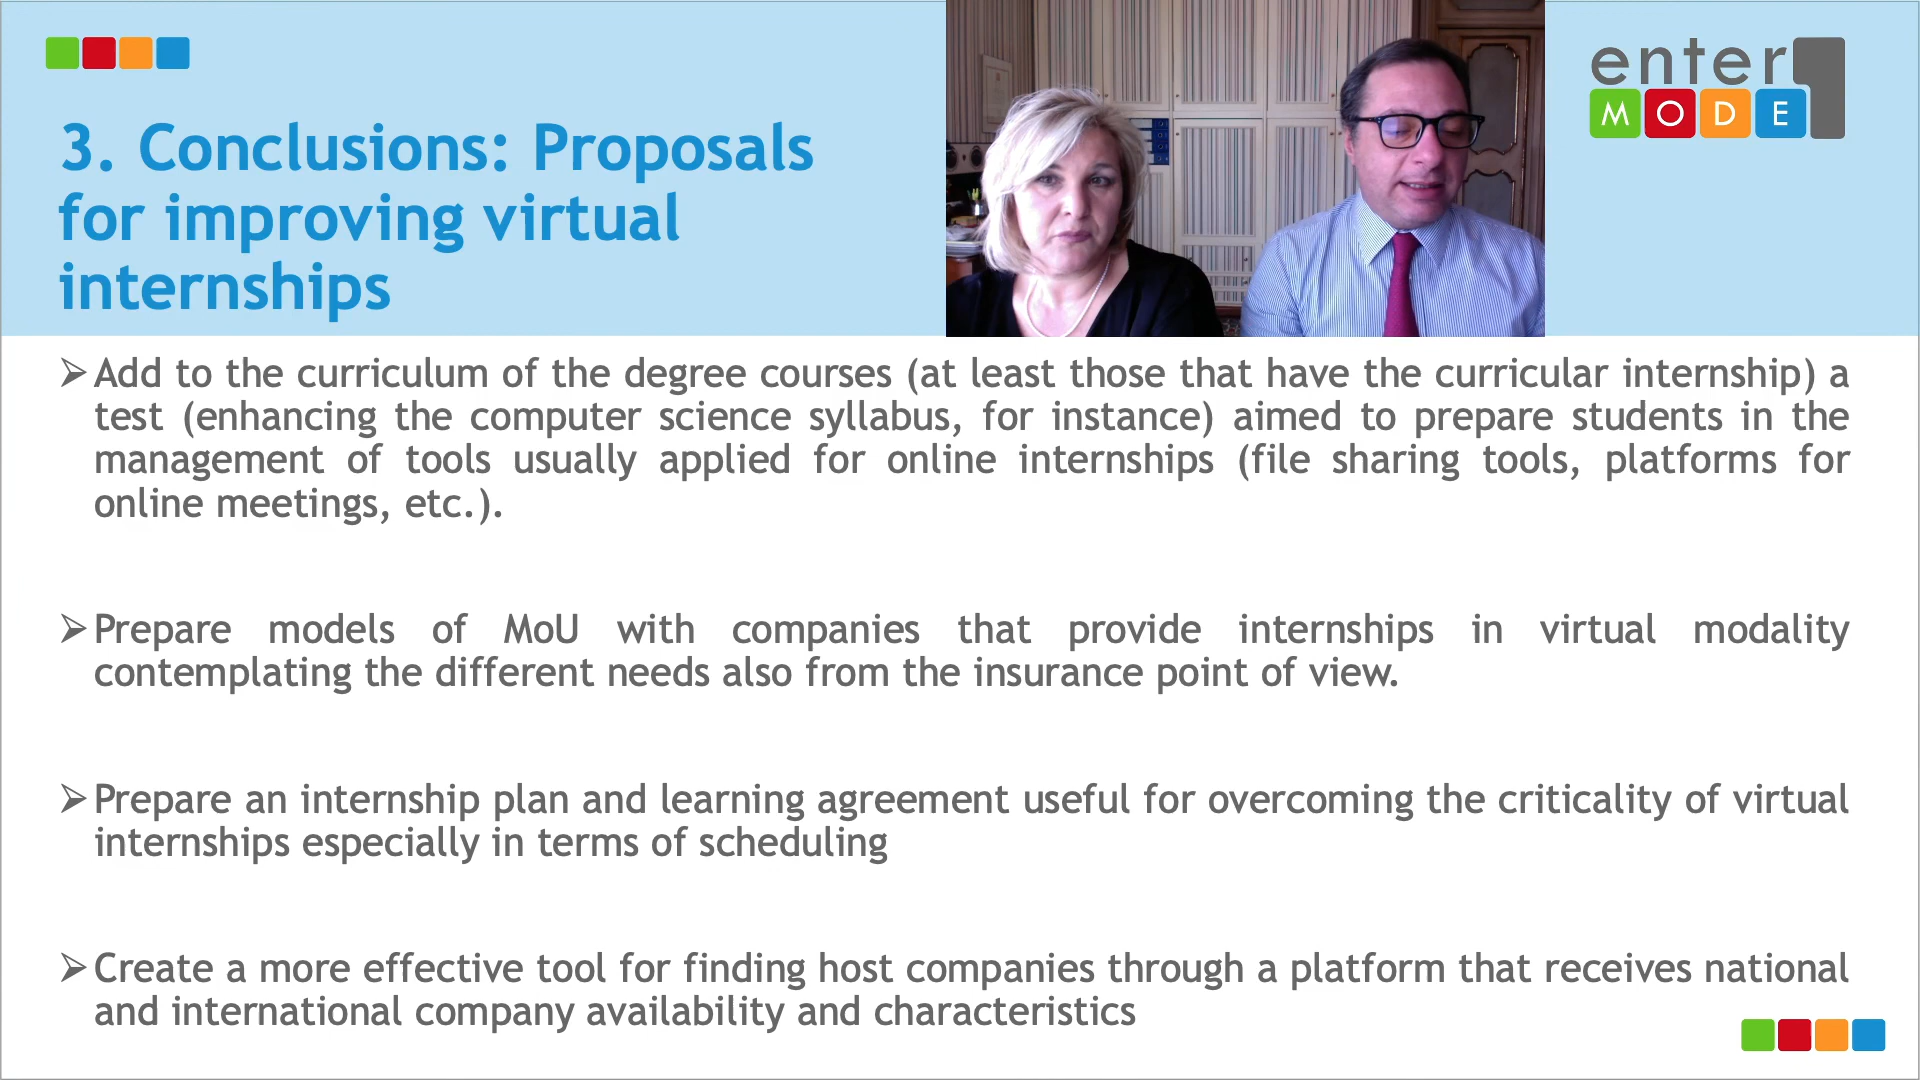 enter
MODE
3. Conclusions: Proposals
for improving virtual
internships
➢Add to the curriculum of the degree courses (at least those that have the curricular internship) a
test (enhancing the computer science syllabus, for instance) aimed to prepare students in the
management of tools usually applied for online internships (file sharing tools, platforms for
online meetings, etc.).
➢Prepare models of MoU with companies that provide internships in virtual modality
contemplating the different needs also from the insurance point of view.
➢Prepare an internship plan and learning agreement useful for overcoming the criticality of virtual
internships especially in terms of scheduling
➢Create a more effective tool for finding host companies through a platform that receives national
and international company availability and characteristics